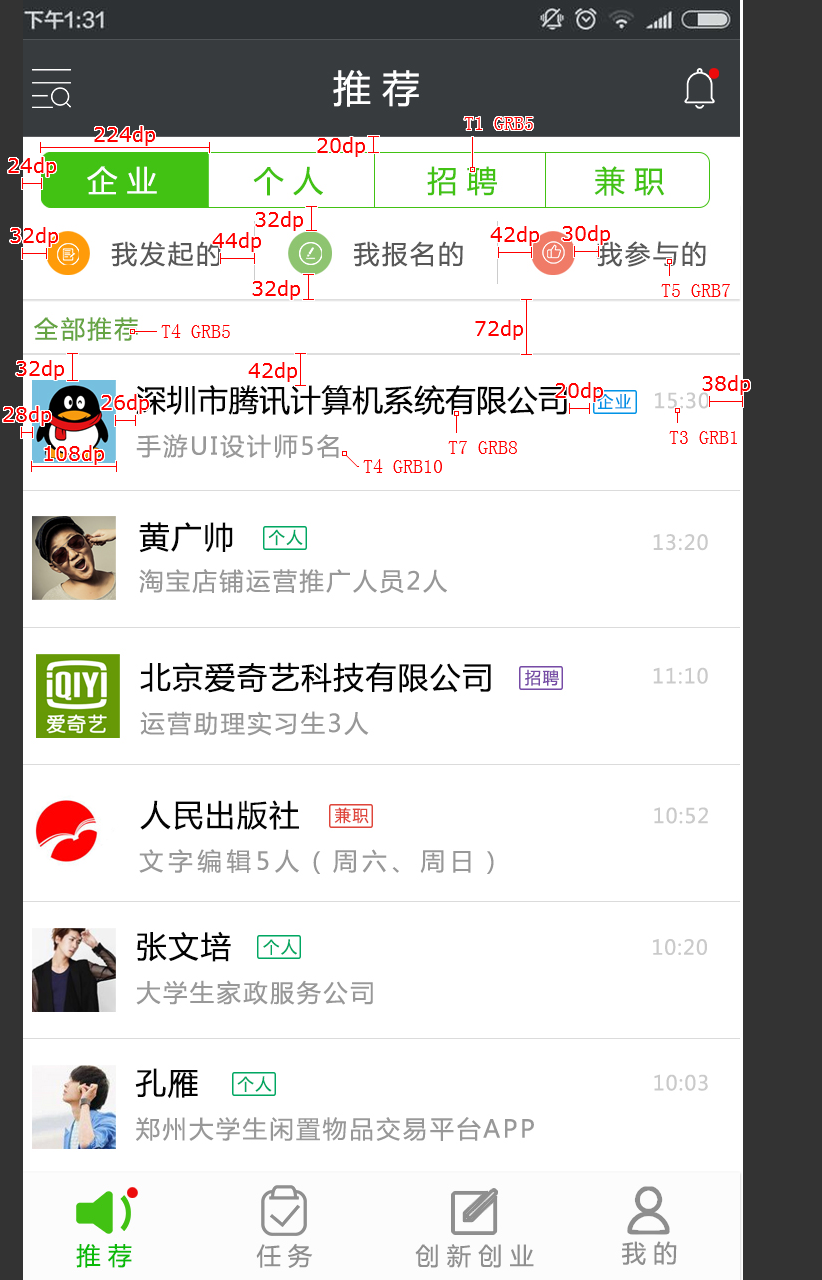 下午1:31
推荐
T1 GRB5
224dp
20dp
24dp
企业 个人 招聘 兼职
32dp
32dp 44dp 42dp 30dp
我发起的 我报名的 我参与的
32dp
T5 GRB7
全部推荐 T4 GRB5
72dp
32dp 42dp
深圳市腾讯计算机系统有限公司 20dp 企业 15:30 38dp
28dp 26dp
手游UI设计师5名
108dp
T7 GRB8
T3 GRB1
T4 GRB10
黄广帅 个人 13:20
淘宝店铺运营推广人员2人
iQIYI
爱奇艺
北京爱奇艺科技有限公司 招聘 11:10
运营助理实习生3人
人民出版社 兼职 10:52
文字编辑5人(周六、周日)
张文培 个人 10:20
大学生家政服务公司
孔雁 个人 10:03
郑州大学生闲置物品交易平台APP
推荐 任务 创新创业 我的